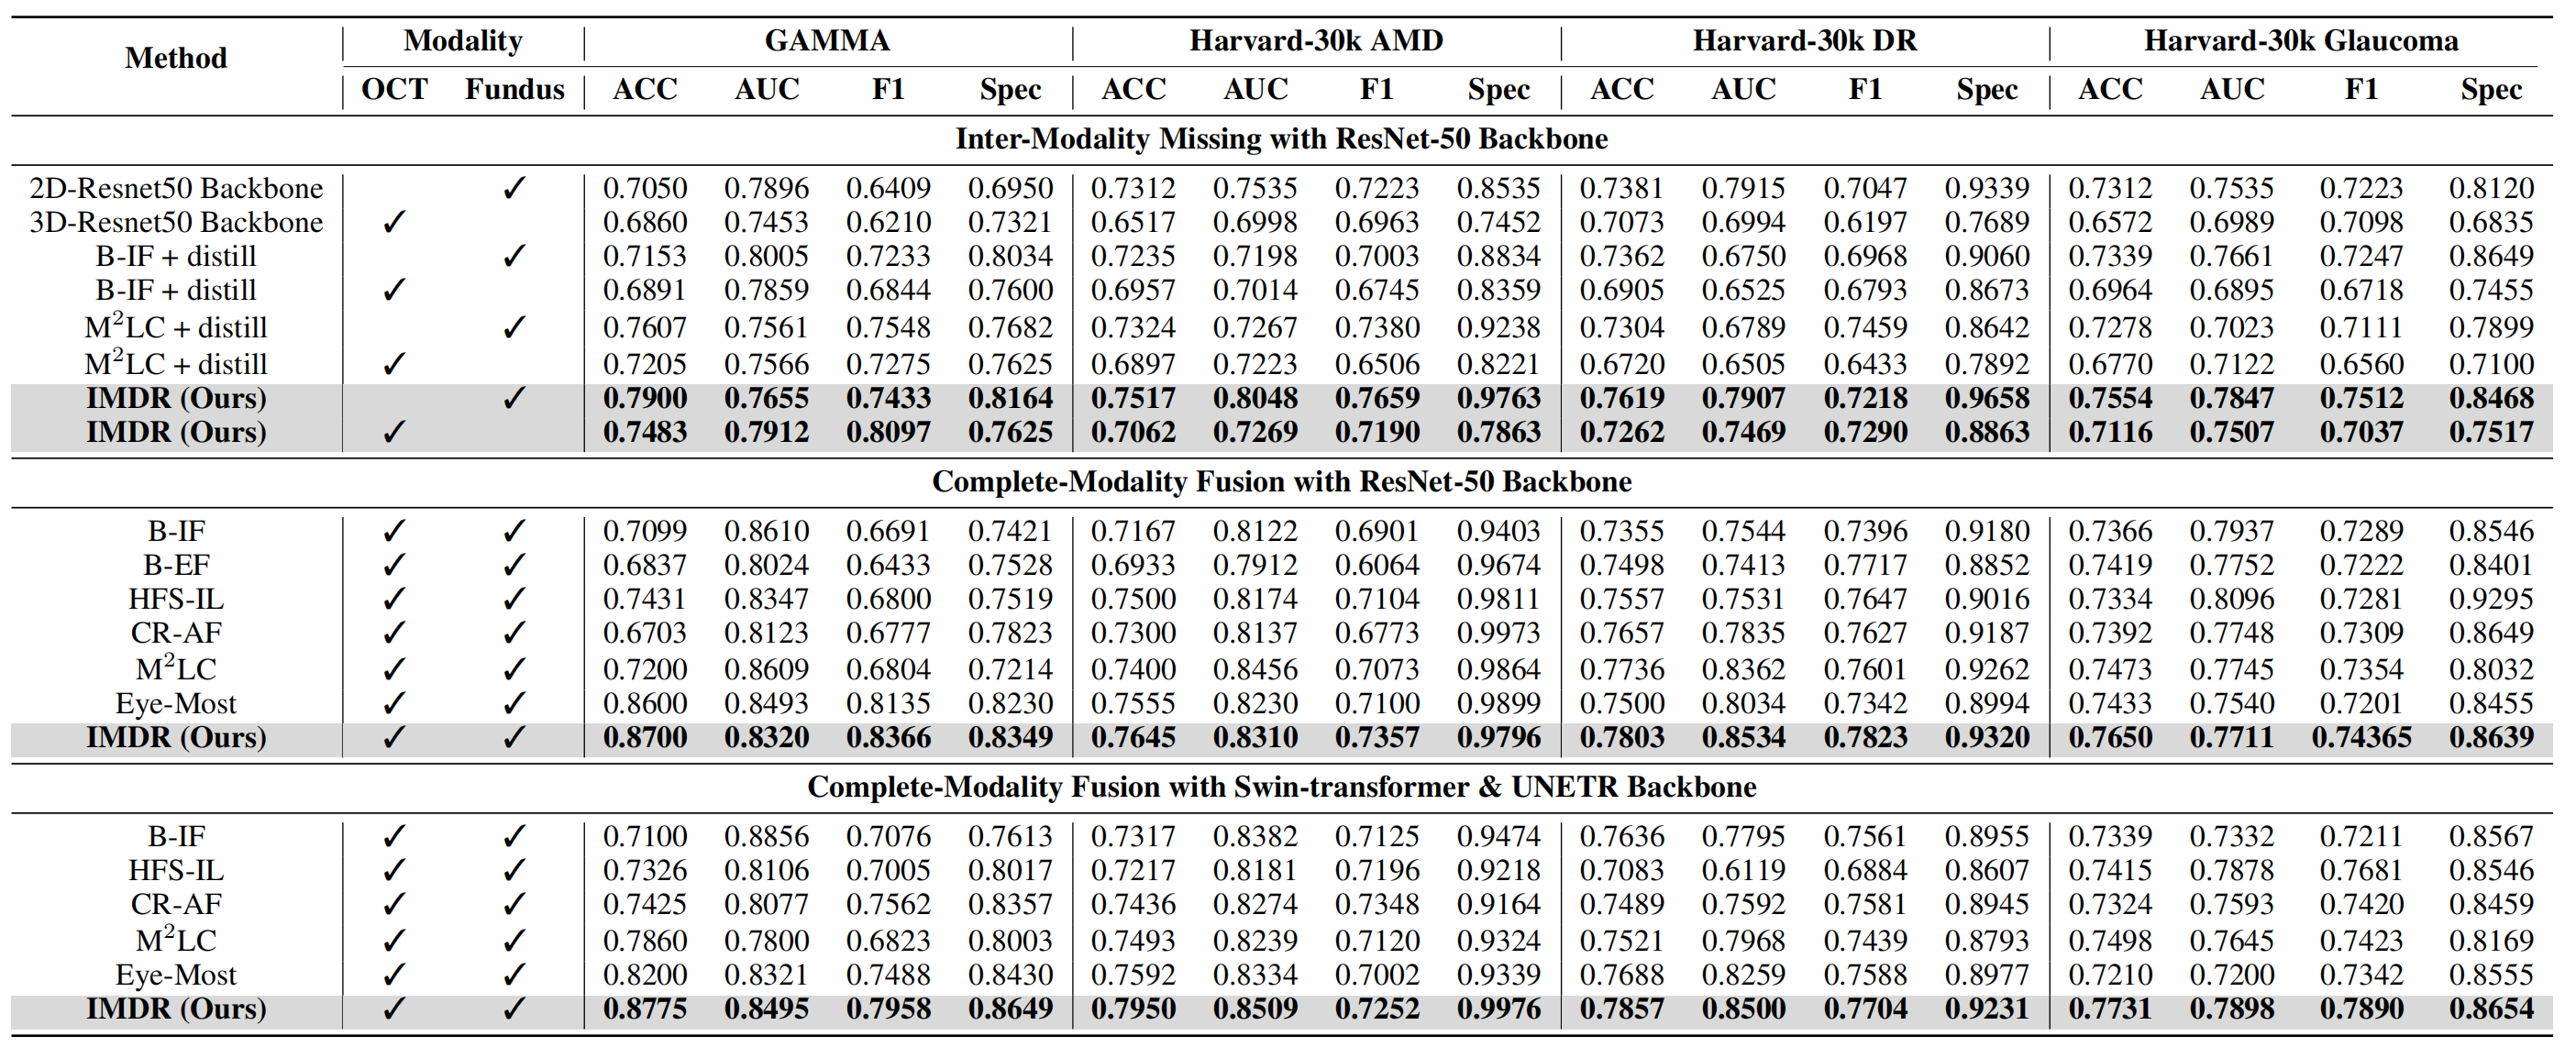 Method Modality GAMMA Harvard-30k AMD Harvard-30k DR Harvard-30k Glaucoma
OCT Fundus ACC AUC F1 Spec ACC AUC F1 Spec ACC AUC F1 Spec ACC AUC F1 Spec
Inter-Modality Missing with ResNet-50 Backbone
2D-Resnet50 Backbone ✓ 0.7050 0.7896 0.6409 0.6950 0.7312 0.7535 0.7223 0.8535 0.7381 0.7915 0.7047 0.9339 0.7312 0.7535 0.7223 0.8120
3D-Resnet50 Backbone ✓ 0.6860 0.7453 0.6210 0.7321 0.6517 0.6998 0.6963 0.7452 0.7073 0.6994 0.6197 0.7689 0.6572 0.6989 0.7098 0.6835
B-IF + distill ✓ 0.7153 0.8005 0.7233 0.8034 0.7235 0.7198 0.7003 0.8834 0.7362 0.6750 0.6968 0.9060 0.7339 0.7661 0.7247 0.8649
B-IF + distill ✓ 0.6891 0.7859 0.6844 0.7600 0.6957 0.7014 0.6745 0.8359 0.6905 0.6525 0.6793 0.8673 0.6964 0.6895 0.6718 0.7455
M²LC + distill ✓ 0.7607 0.7561 0.7548 0.7682 0.7324 0.7267 0.7380 0.9238 0.7304 0.6789 0.7459 0.8642 0.7278 0.7023 0.7111 0.7899
M²LC + distill ✓ 0.7205 0.7566 0.7275 0.7625 0.6897 0.7223 0.6506 0.8221 0.6720 0.6505 0.6433 0.7892 0.6770 0.7122 0.6560 0.7100
IMDR (Ours) ✓ 0.7900 0.7655 0.7433 0.8164 0.7517 0.8048 0.7659 0.9763 0.7619 0.7907 0.7218 0.9658 0.7554 0.7847 0.7512 0.8468
IMDR (Ours) ✓ 0.7483 0.7912 0.8097 0.7625 0.7062 0.7269 0.7190 0.7863 0.7262 0.7469 0.7290 0.8863 0.7116 0.7507 0.7037 0.7517
Complete-Modality Fusion with ResNet-50 Backbone
B-IF ✓ ✓ 0.7099 0.8610 0.6691 0.7421 0.7167 0.8122 0.6901 0.9403 0.7355 0.7544 0.7396 0.9180 0.7366 0.7937 0.7289 0.8546
B-EF ✓ ✓ 0.6837 0.8024 0.6433 0.7528 0.6933 0.7912 0.6064 0.9674 0.7498 0.7413 0.7717 0.8852 0.7419 0.7752 0.7222 0.8401
HFS-IL ✓ ✓ 0.7431 0.8347 0.6800 0.7519 0.7500 0.8174 0.7104 0.9811 0.7557 0.7531 0.7647 0.9016 0.7334 0.8096 0.7281 0.9295
CR-AF ✓ ✓ 0.6703 0.8123 0.6777 0.7823 0.7300 0.8137 0.6773 0.9973 0.7657 0.7835 0.7627 0.9187 0.7392 0.7748 0.7309 0.8649
M²LC ✓ ✓ 0.7200 0.8609 0.6804 0.7214 0.7400 0.8456 0.7073 0.9864 0.7736 0.8362 0.7601 0.9262 0.7473 0.7745 0.7354 0.8032
Eye-Most ✓ ✓ 0.8600 0.8493 0.8135 0.8230 0.7555 0.8230 0.7100 0.9899 0.7500 0.8034 0.7342 0.8994 0.7433 0.7540 0.7201 0.8455
IMDR (Ours) ✓ ✓ 0.8700 0.8320 0.8366 0.8349 0.7645 0.8310 0.7357 0.9796 0.7803 0.8534 0.7823 0.9320 0.7650 0.7711 0.74365 0.8639
Complete-Modality Fusion with Swin-transformer & UNETR Backbone
B-IF ✓ ✓ 0.7100 0.8856 0.7076 0.7613 0.7317 0.8382 0.7125 0.9474 0.7636 0.7795 0.7561 0.8955 0.7339 0.7332 0.7211 0.8567
HFS-IL ✓ ✓ 0.7326 0.8106 0.7005 0.8017 0.7217 0.8181 0.7196 0.9218 0.7083 0.6119 0.6884 0.8607 0.7415 0.7878 0.7681 0.8546
CR-AF ✓ ✓ 0.7425 0.8077 0.7562 0.8357 0.7436 0.8274 0.7348 0.9164 0.7489 0.7592 0.7581 0.8945 0.7324 0.7593 0.7420 0.8459
M²LC ✓ ✓ 0.7860 0.7800 0.6823 0.8003 0.7493 0.8239 0.7120 0.9324 0.7521 0.7968 0.7439 0.8793 0.7498 0.7645 0.7423 0.8169
Eye-Most ✓ ✓ 0.8200 0.8321 0.7488 0.8430 0.7592 0.8334 0.7002 0.9339 0.7688 0.8259 0.7588 0.8977 0.7210 0.7200 0.7342 0.8555
IMDR (Ours) ✓ ✓ 0.8775 0.8495 0.7958 0.8649 0.7950 0.8509 0.7252 0.9976 0.7857 0.8500 0.7704 0.9231 0.7731 0.7898 0.7890 0.8654